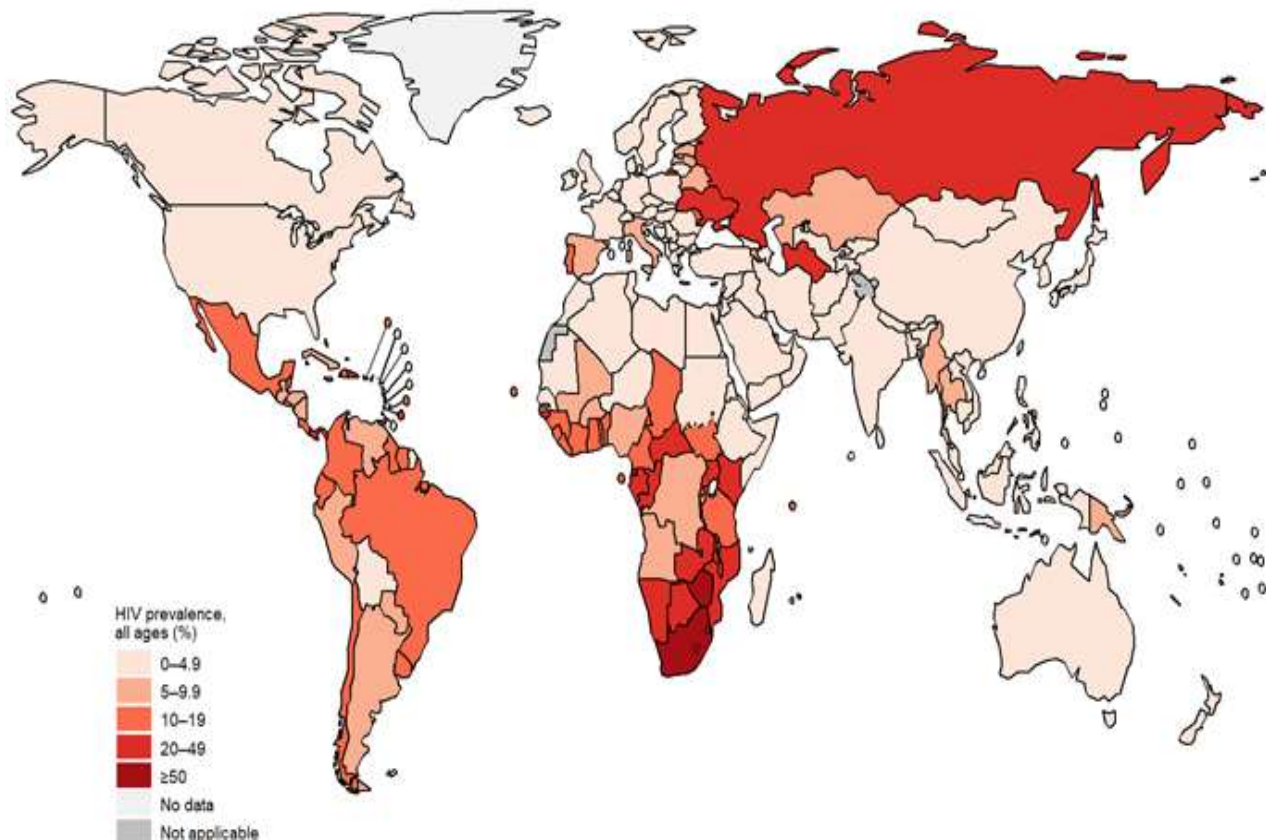 HIV prevalence,
all ages (%)
0–4.9
5–9.9
10–19
20–49
≥50
No data
Not applicable